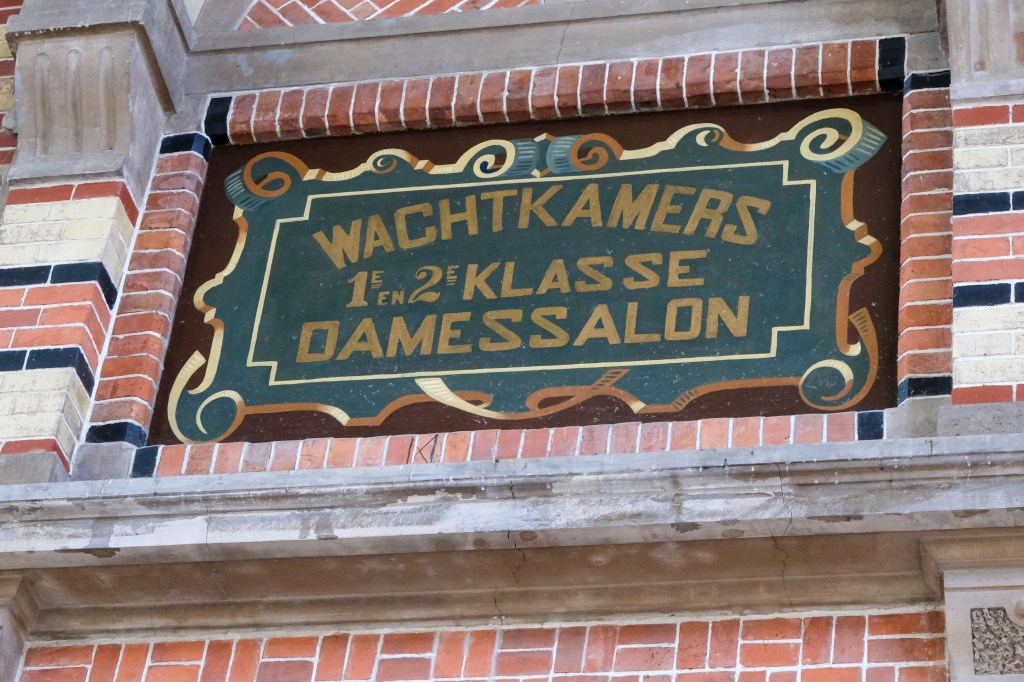 WACHTKAMERS
1E EN 2E KLASSE
DAMESSALON